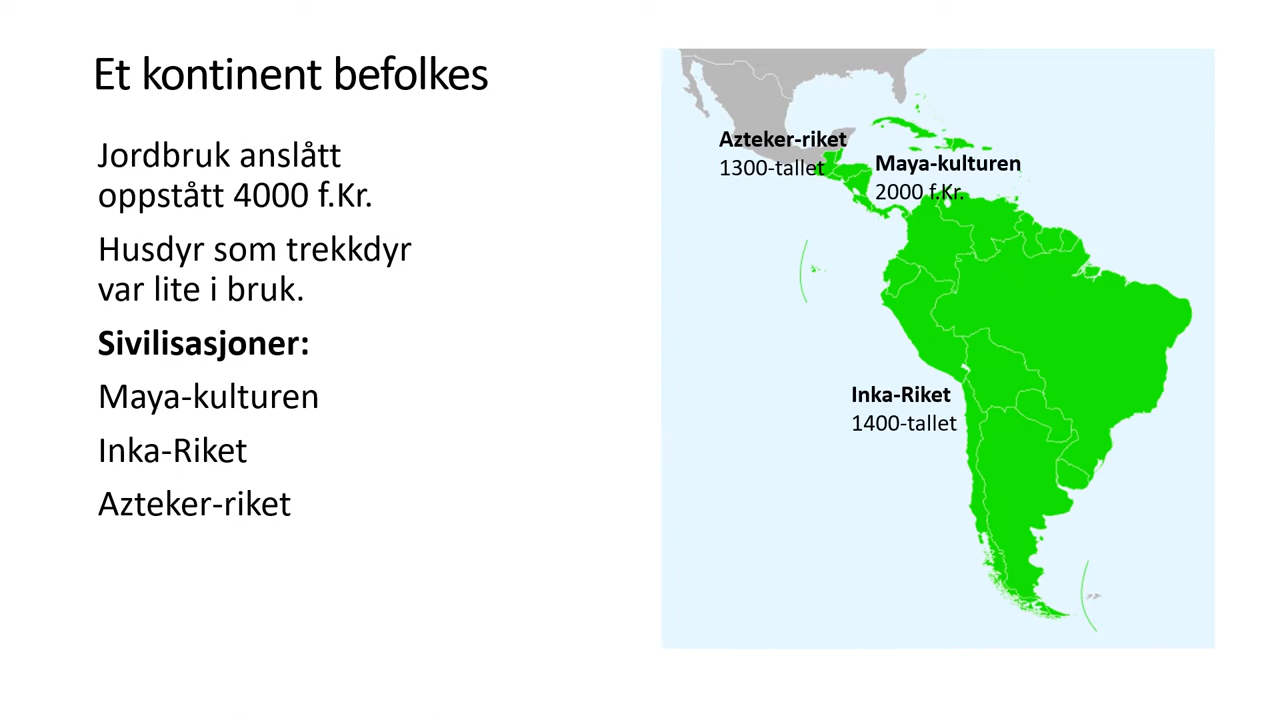 Et kontinent befolkes
Jordbruk anslått
oppstått 4000 f.Kr.
Husdyr som trekkdyr
var lite i bruk.
Sivilisasjoner:
Maya-kulturen
Inka-Riket
Azteker-riket
Azteker-riket
1300-tallet
Maya-kulturen
2000 f.Kr.
Inka-Riket
1400-tallet